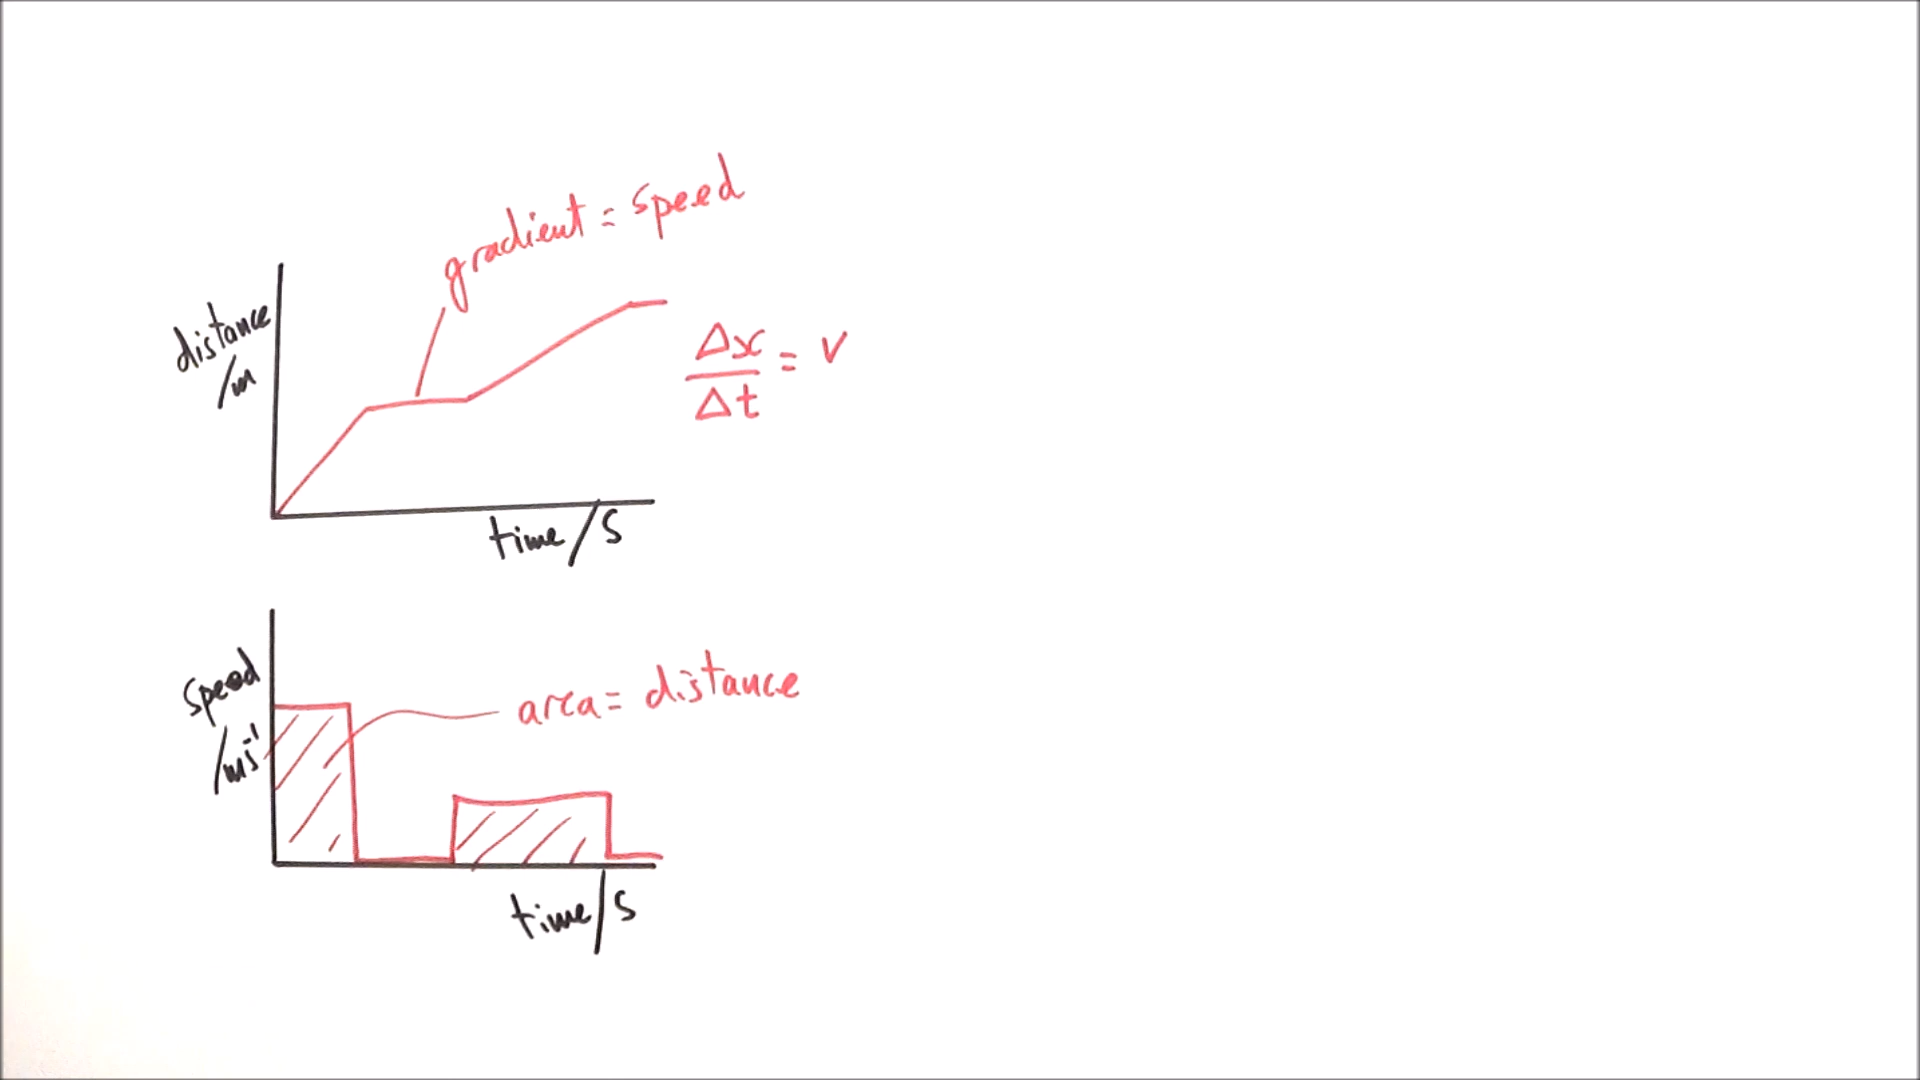 gradient = speed
distance
/m
Δx
Δt
= v
time/s
speed
/ms⁻¹
area = distance
time/s